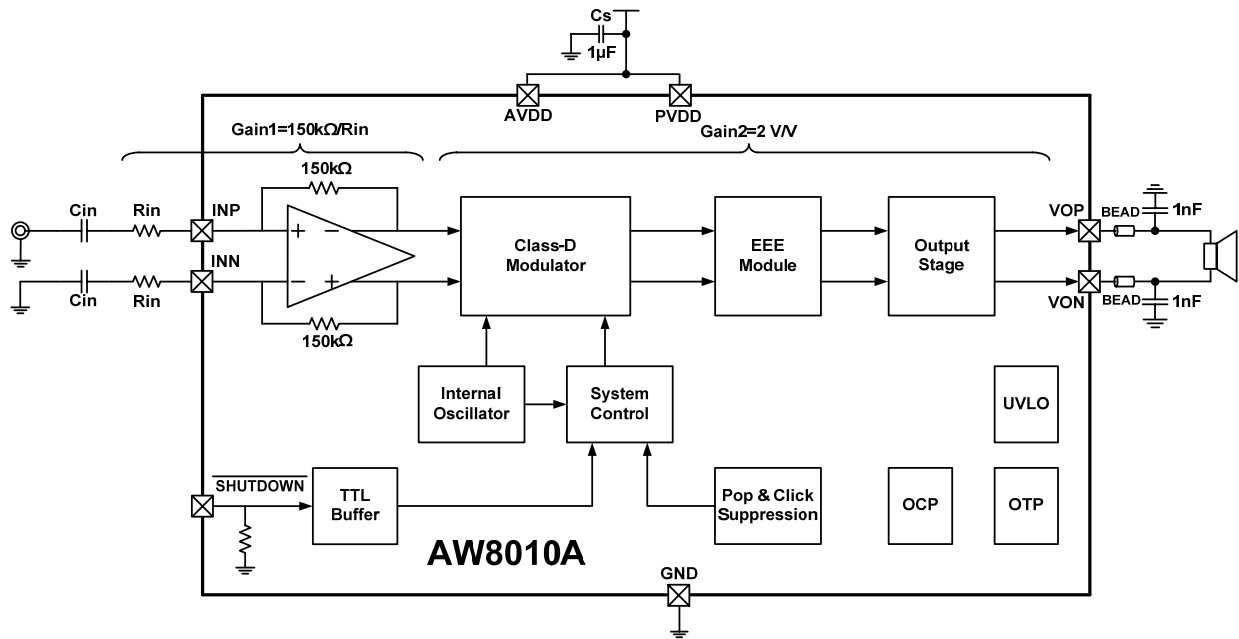 Cs
1µF
AVDD
PVDD
Gain1=150kΩ/Rin
Gain2=2 V/V
150kΩ
Cin
Rin
INP
INN
Cin
Rin
+
−
−
+
150kΩ
Class-D
Modulator
EEE
Module
Output
Stage
VOP
BEAD
1nF
VON
BEAD
1nF
Internal
Oscillator
System
Control
UVLO
SHUTDOWN
TTL
Buffer
Pop & Click
Suppression
OCP
OTP
AW8010A
GND